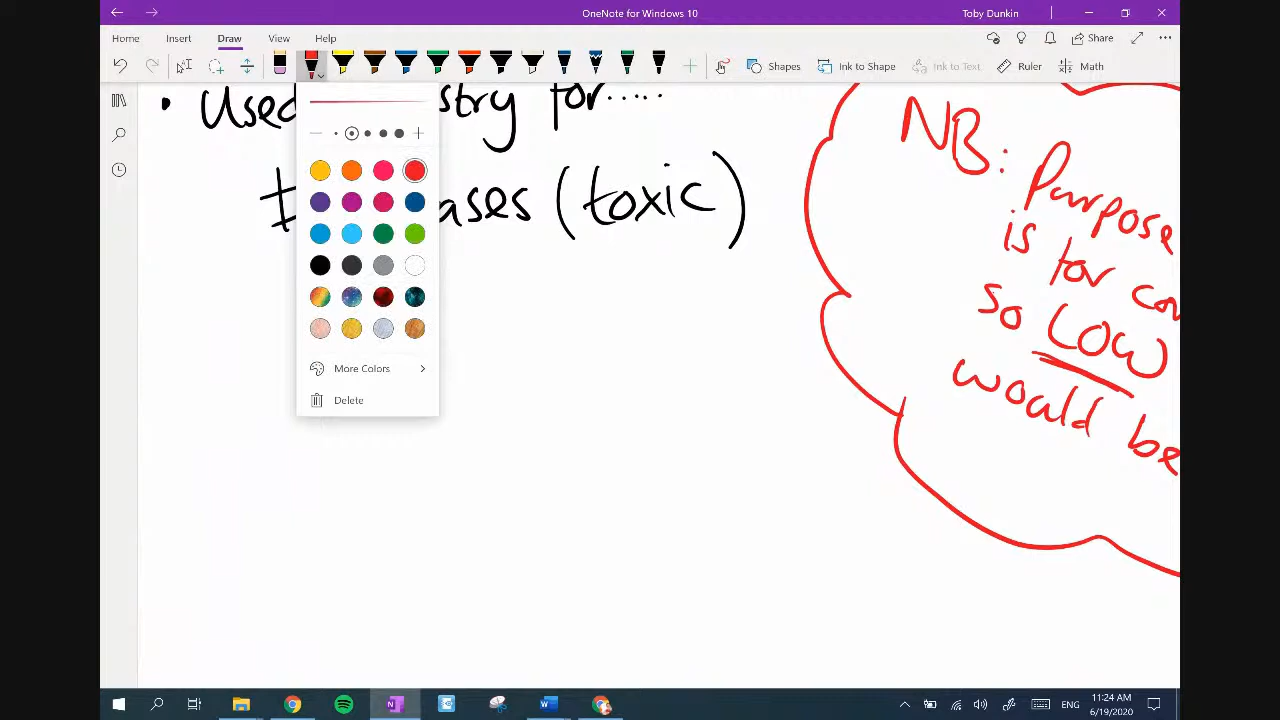 OneNote for Windows 10
Toby Dunkin
Home Insert Draw View Help
Share
Shapes Ink to Shape Ink to Text Ruler Math
• Used stry for.....
ases (toxic)
More Colors
Delete
NB: Purpose
is for
so LOW
would be
11:24 AM
ENG
6/19/2020